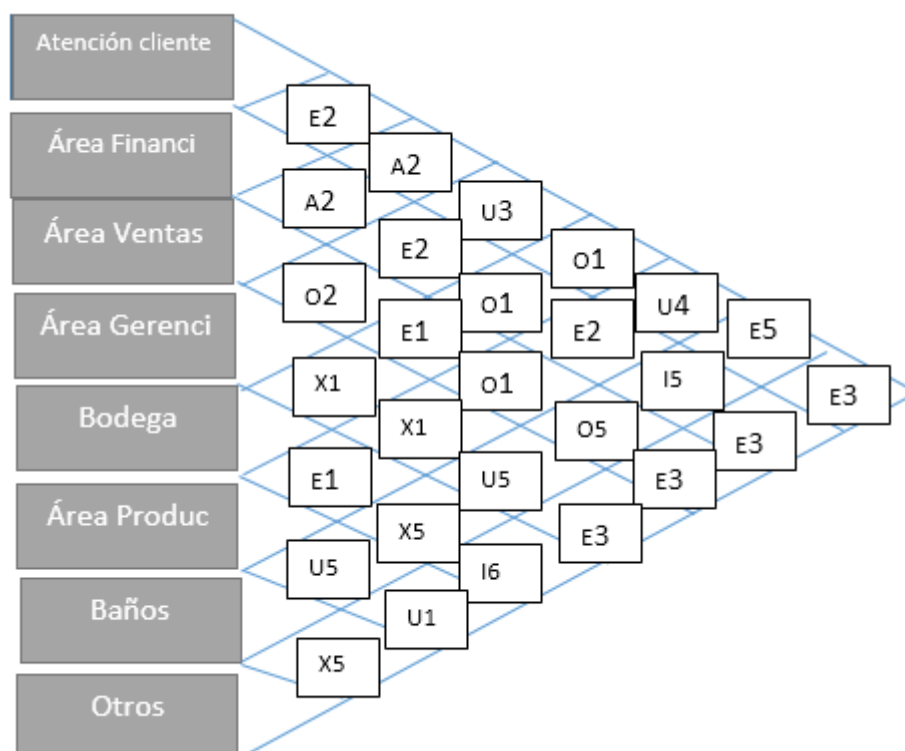 Atención cliente
E2
Área Financi
A2
A2
U3
Área Ventas
E2
O1
O2
O1
U4
Área Gerenci
E1
E2
E5
X1
O1
I5
E3
Bodega
X1
O5
E3
E1
U5
E3
Área Produc
X5
E3
U5
I6
Baños
U1
X5
Otros